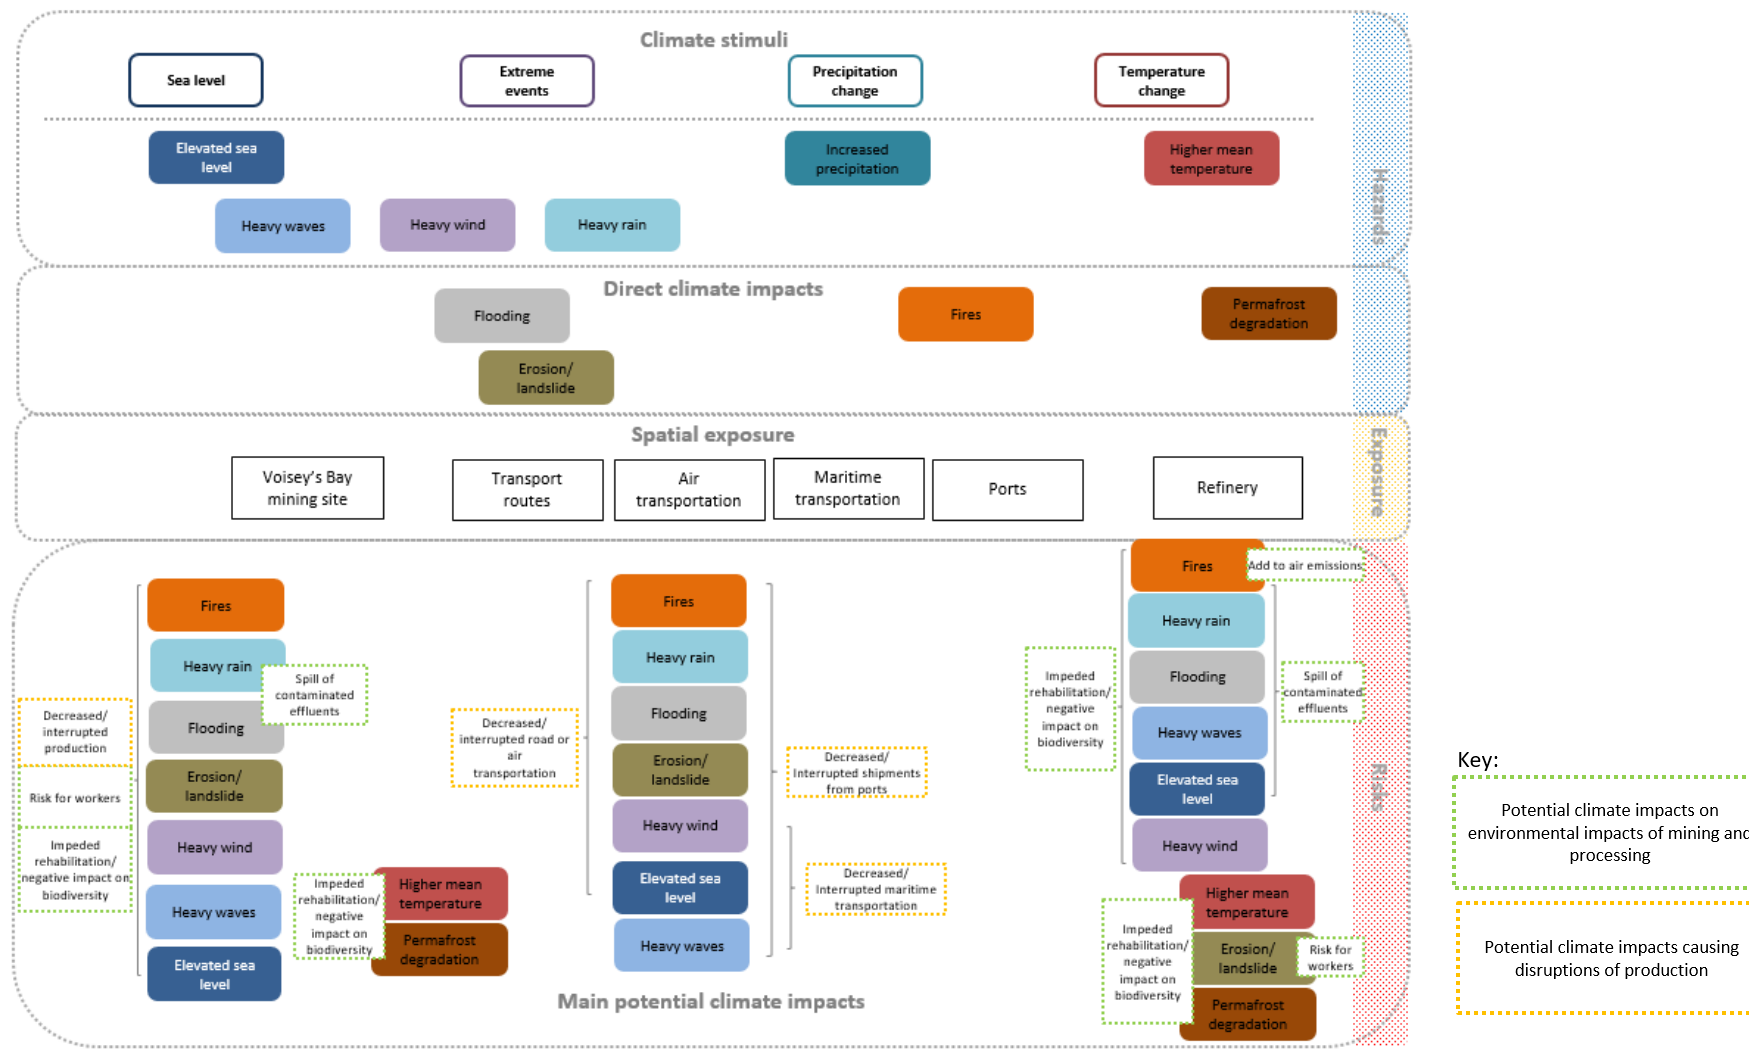 Climate stimuli
Sea level
Extreme
events
Precipitation
change
Temperature
change
Elevated sea
level
Increased
precipitation
Higher mean
temperature
Heavy waves
Heavy wind
Heavy rain
Hazards
Direct climate impacts
Flooding
Fires
Permafrost
degradation
Erosion/
landslide
Spatial exposure
Exposure
Voisey's Bay
mining site
Transport
routes
Air
transportation
Maritime
transportation
Ports
Refinery
Fires
Heavy rain
Spill of
contaminated
effluents
Flooding
Decreased/
interrupted
production
Erosion/
landslide
Risk for workers
Heavy wind
Impeded
rehabilitation/
negative impact on
biodiversity
Heavy waves
Elevated sea
level
Impeded
rehabilitation/
negative
impact on
biodiversity
Higher mean
temperature
Permafrost
degradation
Fires
Heavy rain
Flooding
Decreased/
interrupted road or
air
transportation
Erosion/
landslide
Decreased/
Interrupted shipments
from ports
Heavy wind
Elevated sea
level
Decreased/
Interrupted maritime
transportation
Heavy waves
Fires
Add to air emissions
Heavy rain
Flooding
Impeded
rehabilitation/
negative
impact on
biodiversity
Spill of
contaminated
effluents
Heavy waves
Elevated sea
level
Heavy wind
Higher mean
temperature
Impeded
rehabilitation/
negative
impact on
biodiversity
Erosion/
landslide
Risk for
workers
Permafrost
degradation
Risks
Main potential climate impacts
Key:
Potential climate impacts on
environmental impacts of mining and
processing
Potential climate impacts causing
disruptions of production